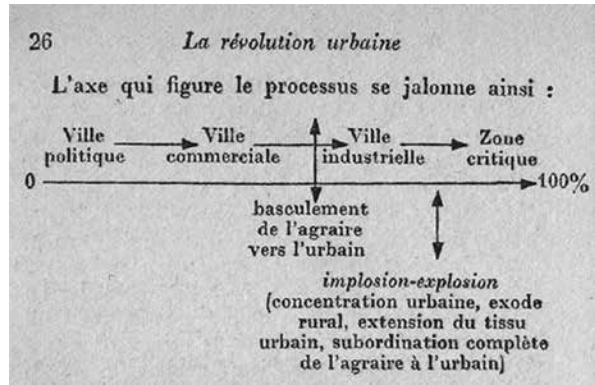 26 La révolution urbaine
L'axe qui figure le processus se jalonne ainsi :
Ville politique
Ville commerciale
Ville industrielle
Zone critique
0 100%
basculement
de l'agraire
vers l'urbain
implosion-explosion
(concentration urbaine, exode
rural, extension du tissu
urbain, subordination complète
de l'agraire à l'urbain)